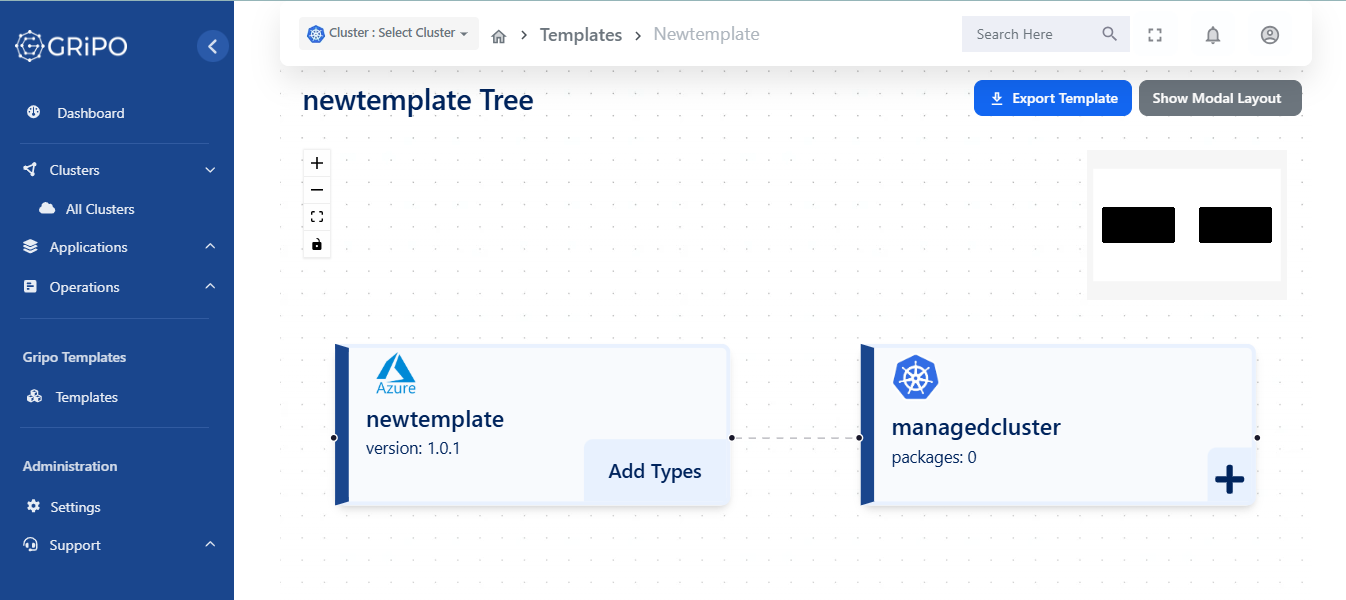 GRiPO
Dashboard
Clusters
All Clusters
Applications
Operations
Gripo Templates
Templates
Administration
Settings
Support
Cluster : Select Cluster
Templates
Newtemplate
Search Here
newtemplate Tree
Export Template
Show Modal Layout
Azure
newtemplate
version: 1.0.1
Add Types
managedcluster
packages: 0